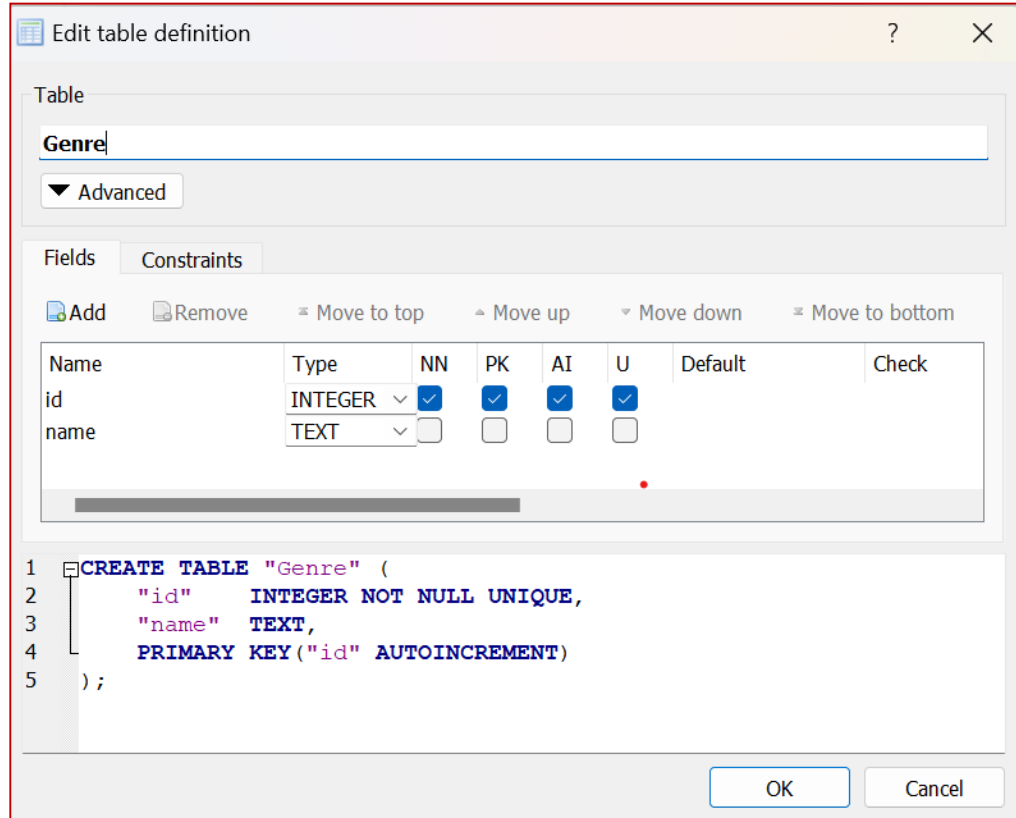 Edit table definition ? ✕
Table
Genre
Advanced
Fields Constraints
Add Remove Move to top Move up Move down Move to bottom
Name Type NN PK AI U Default Check
id INTEGER
name TEXT
1 CREATE TABLE "Genre" (
2 "id" INTEGER NOT NULL UNIQUE,
3 "name" TEXT,
4 PRIMARY KEY("id" AUTOINCREMENT)
5 );
OK Cancel